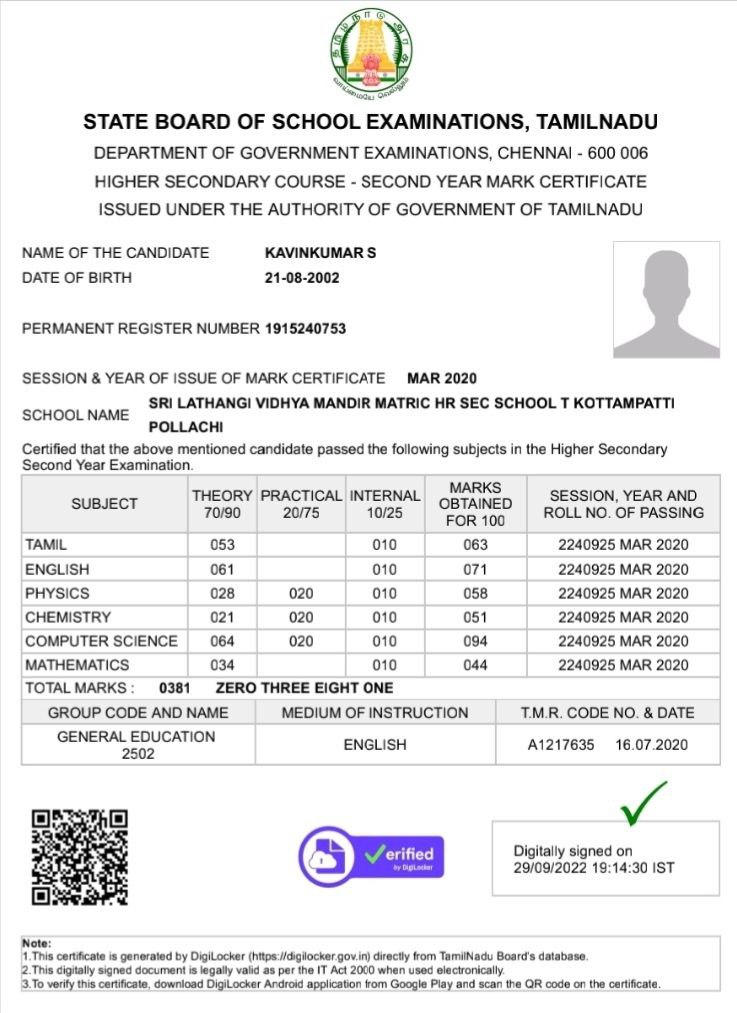 தமிழ்நாடு அரசு
வாய்மையே வெல்லும்
STATE BOARD OF SCHOOL EXAMINATIONS, TAMILNADU
DEPARTMENT OF GOVERNMENT EXAMINATIONS, CHENNAI - 600 006
HIGHER SECONDARY COURSE - SECOND YEAR MARK CERTIFICATE
ISSUED UNDER THE AUTHORITY OF GOVERNMENT OF TAMILNADU
NAME OF THE CANDIDATE KAVINKUMAR S
DATE OF BIRTH 21-08-2002
PERMANENT REGISTER NUMBER 1915240753
SESSION & YEAR OF ISSUE OF MARK CERTIFICATE MAR 2020
SCHOOL NAME SRI LATHANGI VIDHYA MANDIR MATRIC HR SEC SCHOOL T KOTTAMPATTI
POLLACHI
Certified that the above mentioned candidate passed the following subjects in the Higher Secondary
Second Year Examination.
SUBJECT THEORY 70/90 PRACTICAL 20/75 INTERNAL 10/25 MARKS OBTAINED FOR 100 SESSION, YEAR AND ROLL NO. OF PASSING
TAMIL 053 010 063 2240925 MAR 2020
ENGLISH 061 010 071 2240925 MAR 2020
PHYSICS 028 020 010 058 2240925 MAR 2020
CHEMISTRY 021 020 010 051 2240925 MAR 2020
COMPUTER SCIENCE 064 020 010 094 2240925 MAR 2020
MATHEMATICS 034 010 044 2240925 MAR 2020
TOTAL MARKS : 0381 ZERO THREE EIGHT ONE
GROUP CODE AND NAME MEDIUM OF INSTRUCTION T.M.R. CODE NO. & DATE
GENERAL EDUCATION
2502
ENGLISH
A1217635 16.07.2020
erified
by DigiLocker
Digitally signed on
29/09/2022 19:14:30 IST
Note:
1.This certificate is generated by DigiLocker (https://digilocker.gov.in) directly from TamilNadu Board's database.
2.This digitally signed document is legally valid as per the IT Act 2000 when used electronically.
3.To verify this certificate, download DigiLocker Android application from Google Play and scan the QR code on the certificate.